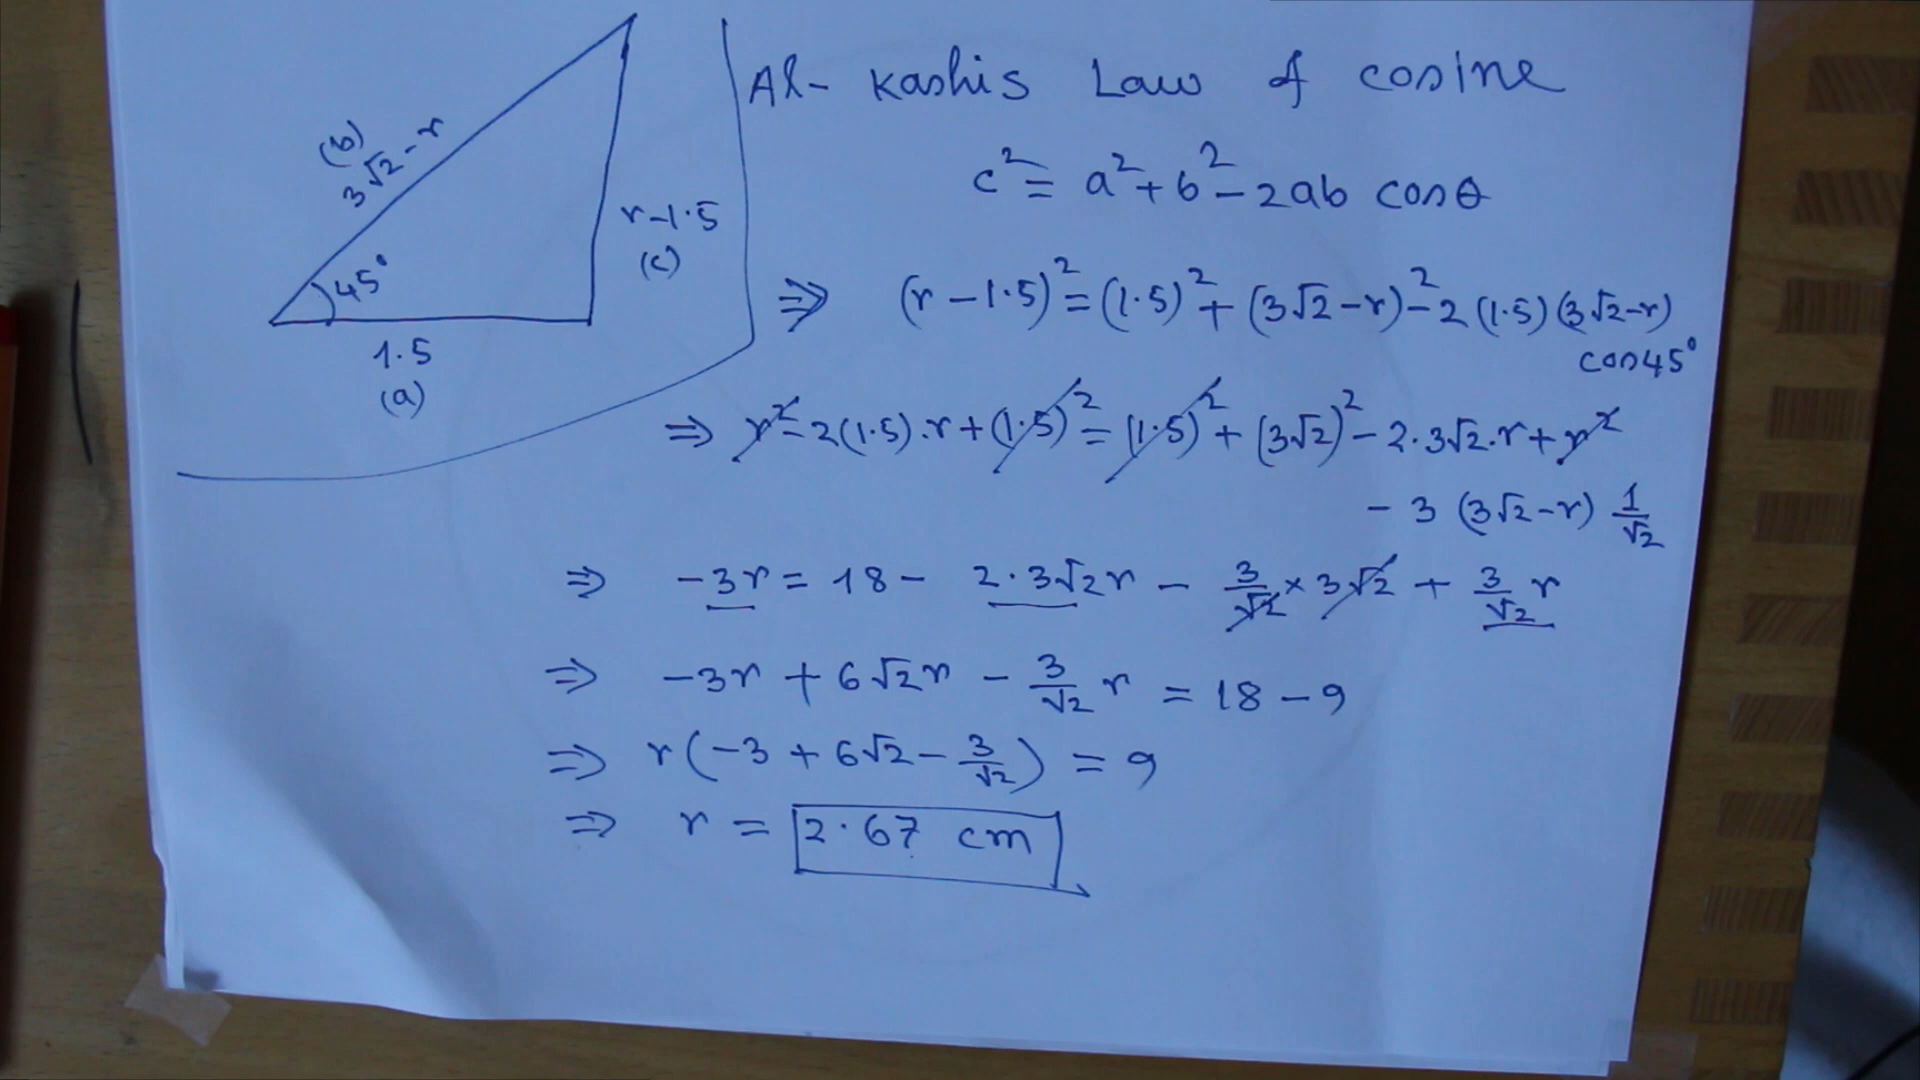 (b)
3√2-r
45°
r-1.5
(c)
1.5
(a)
Al- Kashis Law of cosine
c² = a² + b² - 2ab cosθ
⇒ (r - 1.5)² = (1.5)² + (3√2-r)² - 2 (1.5) (3√2-r)
cos45°
⇒ r² - 2(1.5).r + (1.5)² = (1.5)² + (3√2)² - 2.3√2.r + r²
- 3 (3√2-r) 1/√2
⇒ -3r = 18 - 2.3√2r - 3/√2 × 3√2 + 3/√2 r
⇒ -3r + 6√2r - 3/√2 r = 18 - 9
⇒ r(-3 + 6√2 - 3/√2) = 9
⇒ r = 2.67 cm